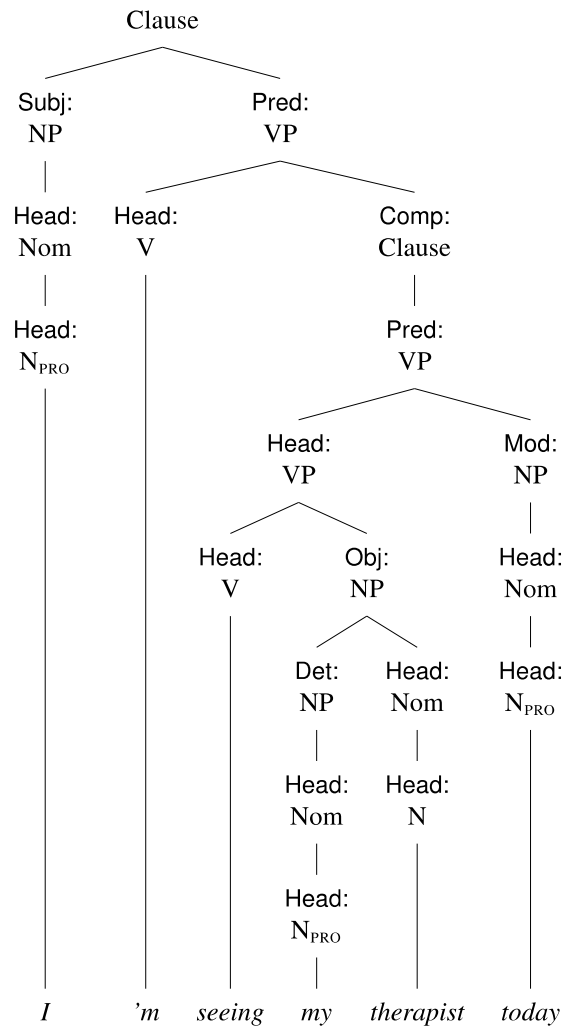 Clause
Subj: Pred:
NP VP
Head: Head: Comp:
Nom V Clause
Head: Pred:
NPRO VP
Head: Mod:
VP NP
Head: Obj: Head:
V NP Nom
Det: Head: Head:
NP Nom NPRO
Head: Head:
Nom N
Head:
NPRO
I ’m seeing my therapist today